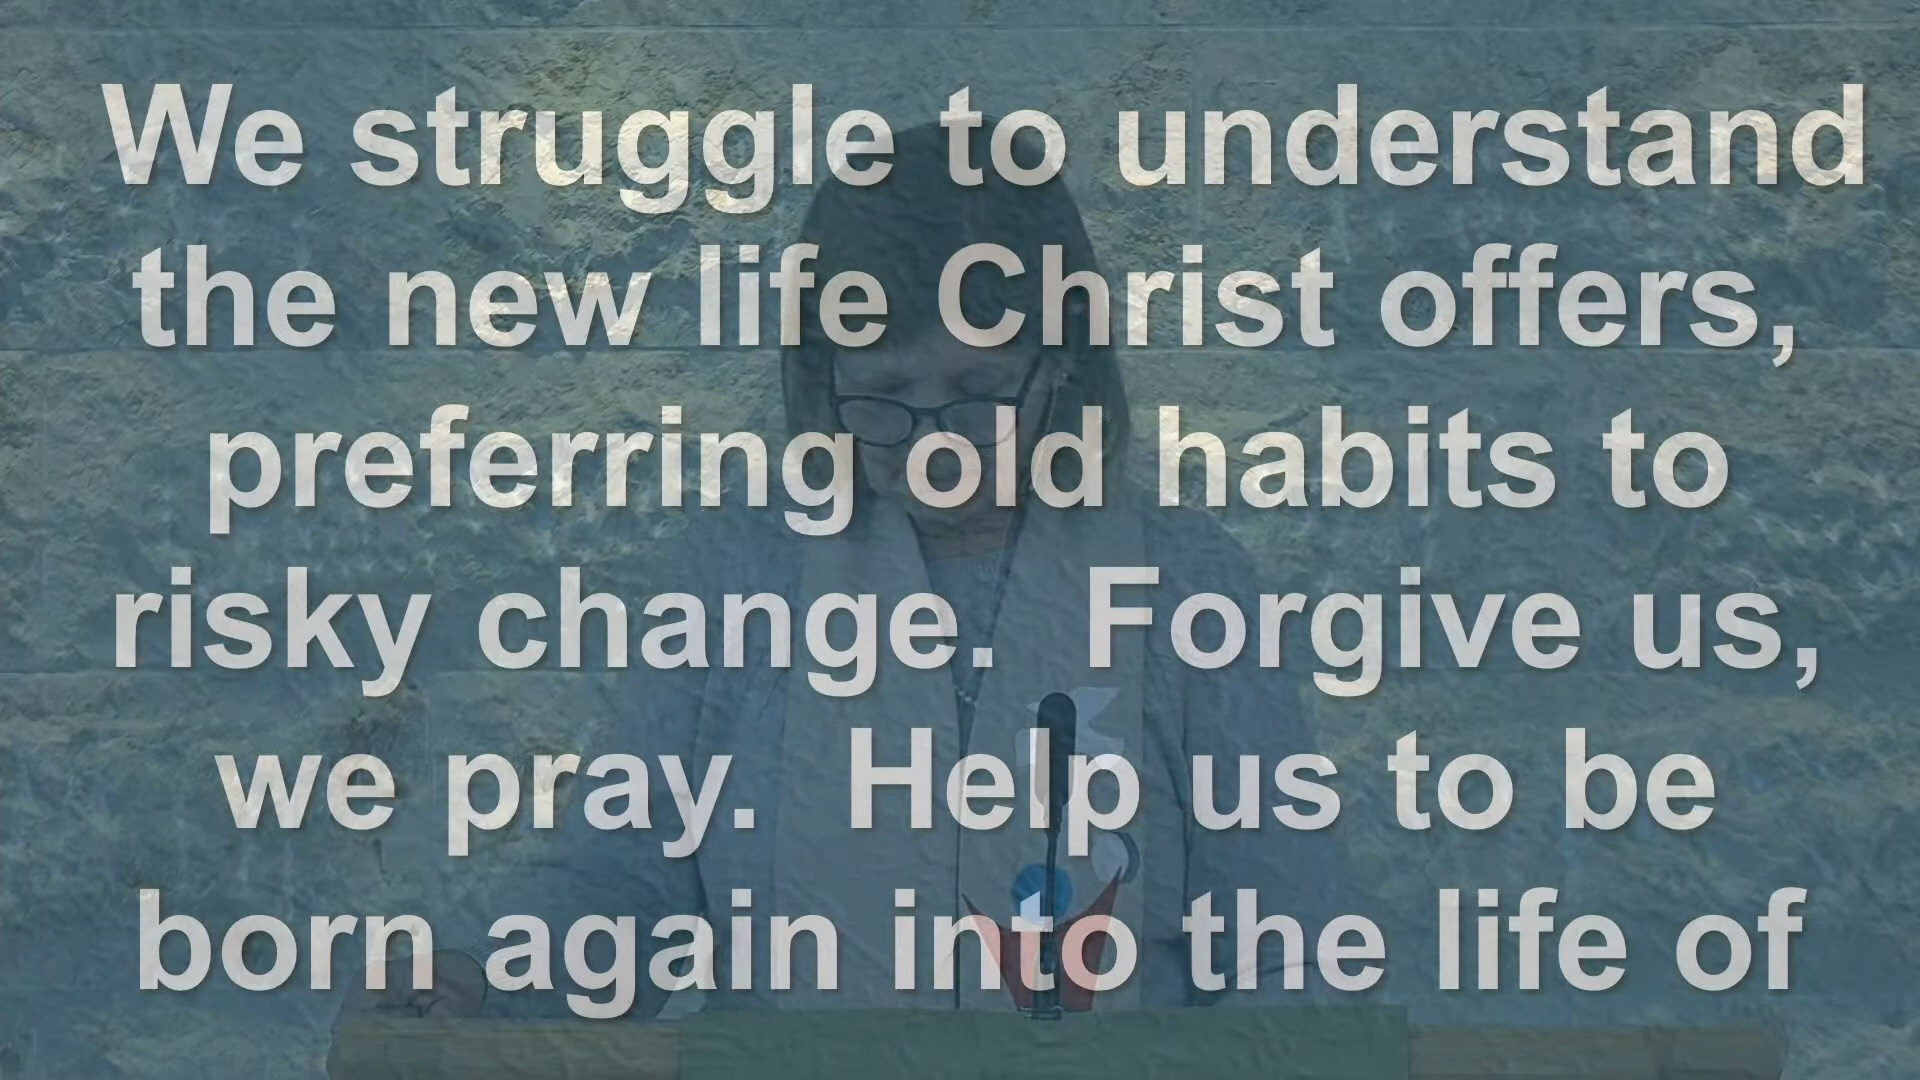 We struggle to understand
the new life Christ offers,
preferring old habits to
risky change.  Forgive us,
we pray.  Help us to be
born again into the life of